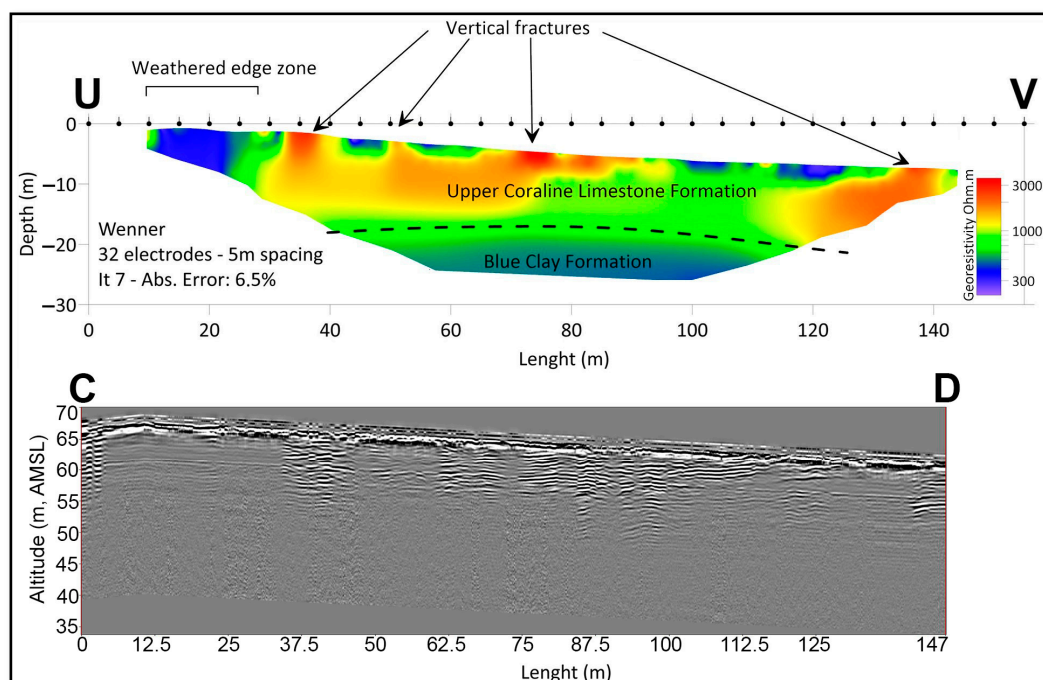 Vertical fractures
Weathered edge zone
U
V
0
−10
−20
−30
Depth (m)
Upper Coraline Limestone Formation
Blue Clay Formation
Wenner
32 electrodes - 5m spacing
It 7 - Abs. Error: 6.5%
Georesistivity Ohm.m
3000
1000
300
0 20 40 60 80 100 120 140
Lenght (m)
C
D
70
65
60
55
50
45
40
35
Altitude (m, AMSL)
0 12.5 25 37.5 50 62.5 75 87.5 100 112.5 125 147
Lenght (m)